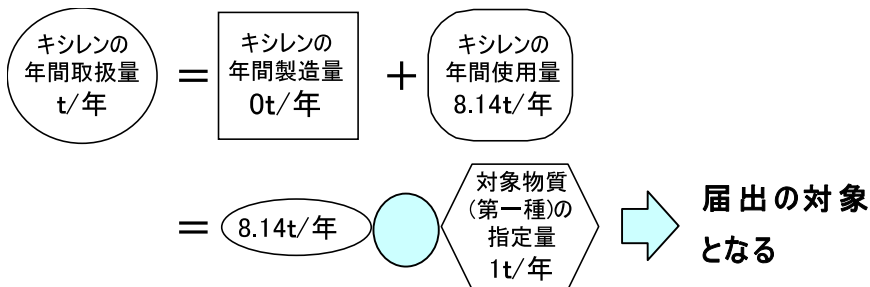 キシレンの
年間取扱量
t/年
=
キシレンの
年間製造量
0t/年
+
キシレンの
年間使用量
8.14t/年
=
8.14t/年
対象物質
(第一種)の
指定量
1t/年
届出の対象
となる